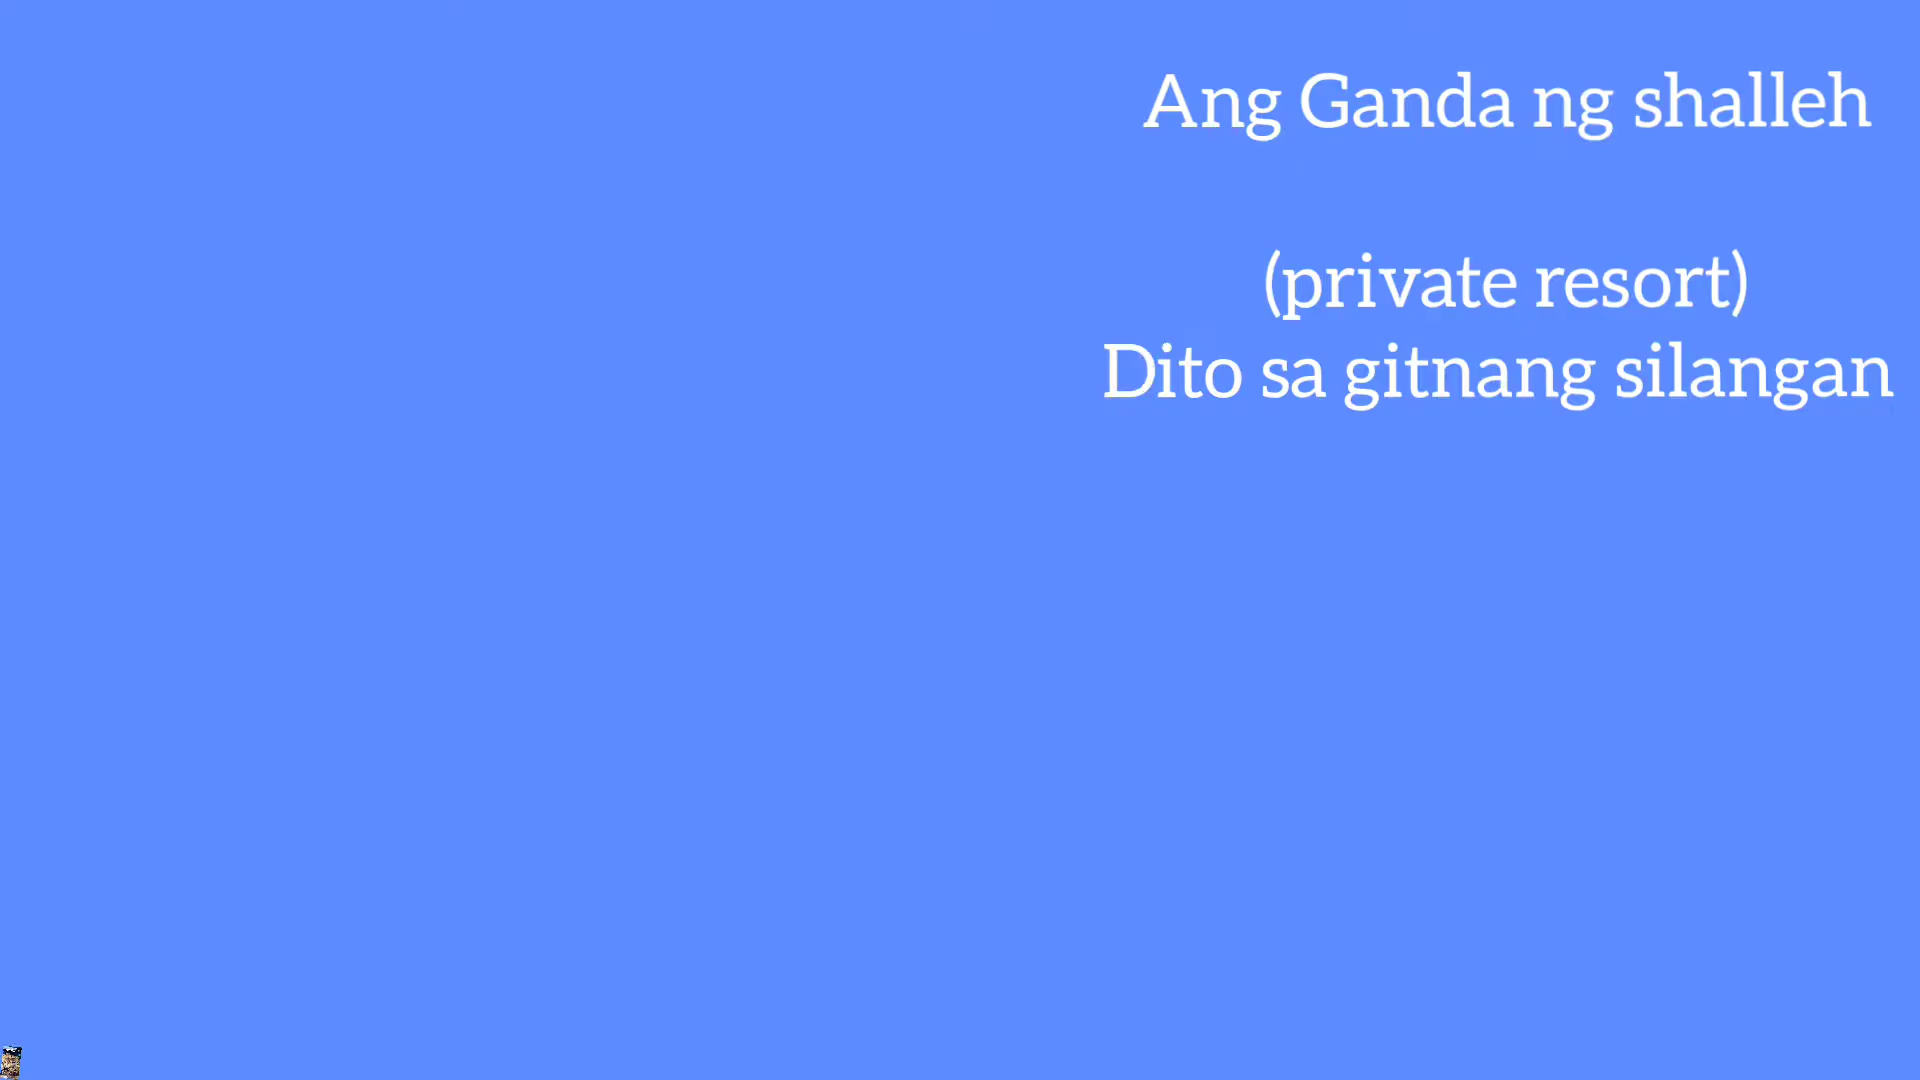 Ang Ganda ng shalleh
(private resort)
Dito sa gitnang silangan